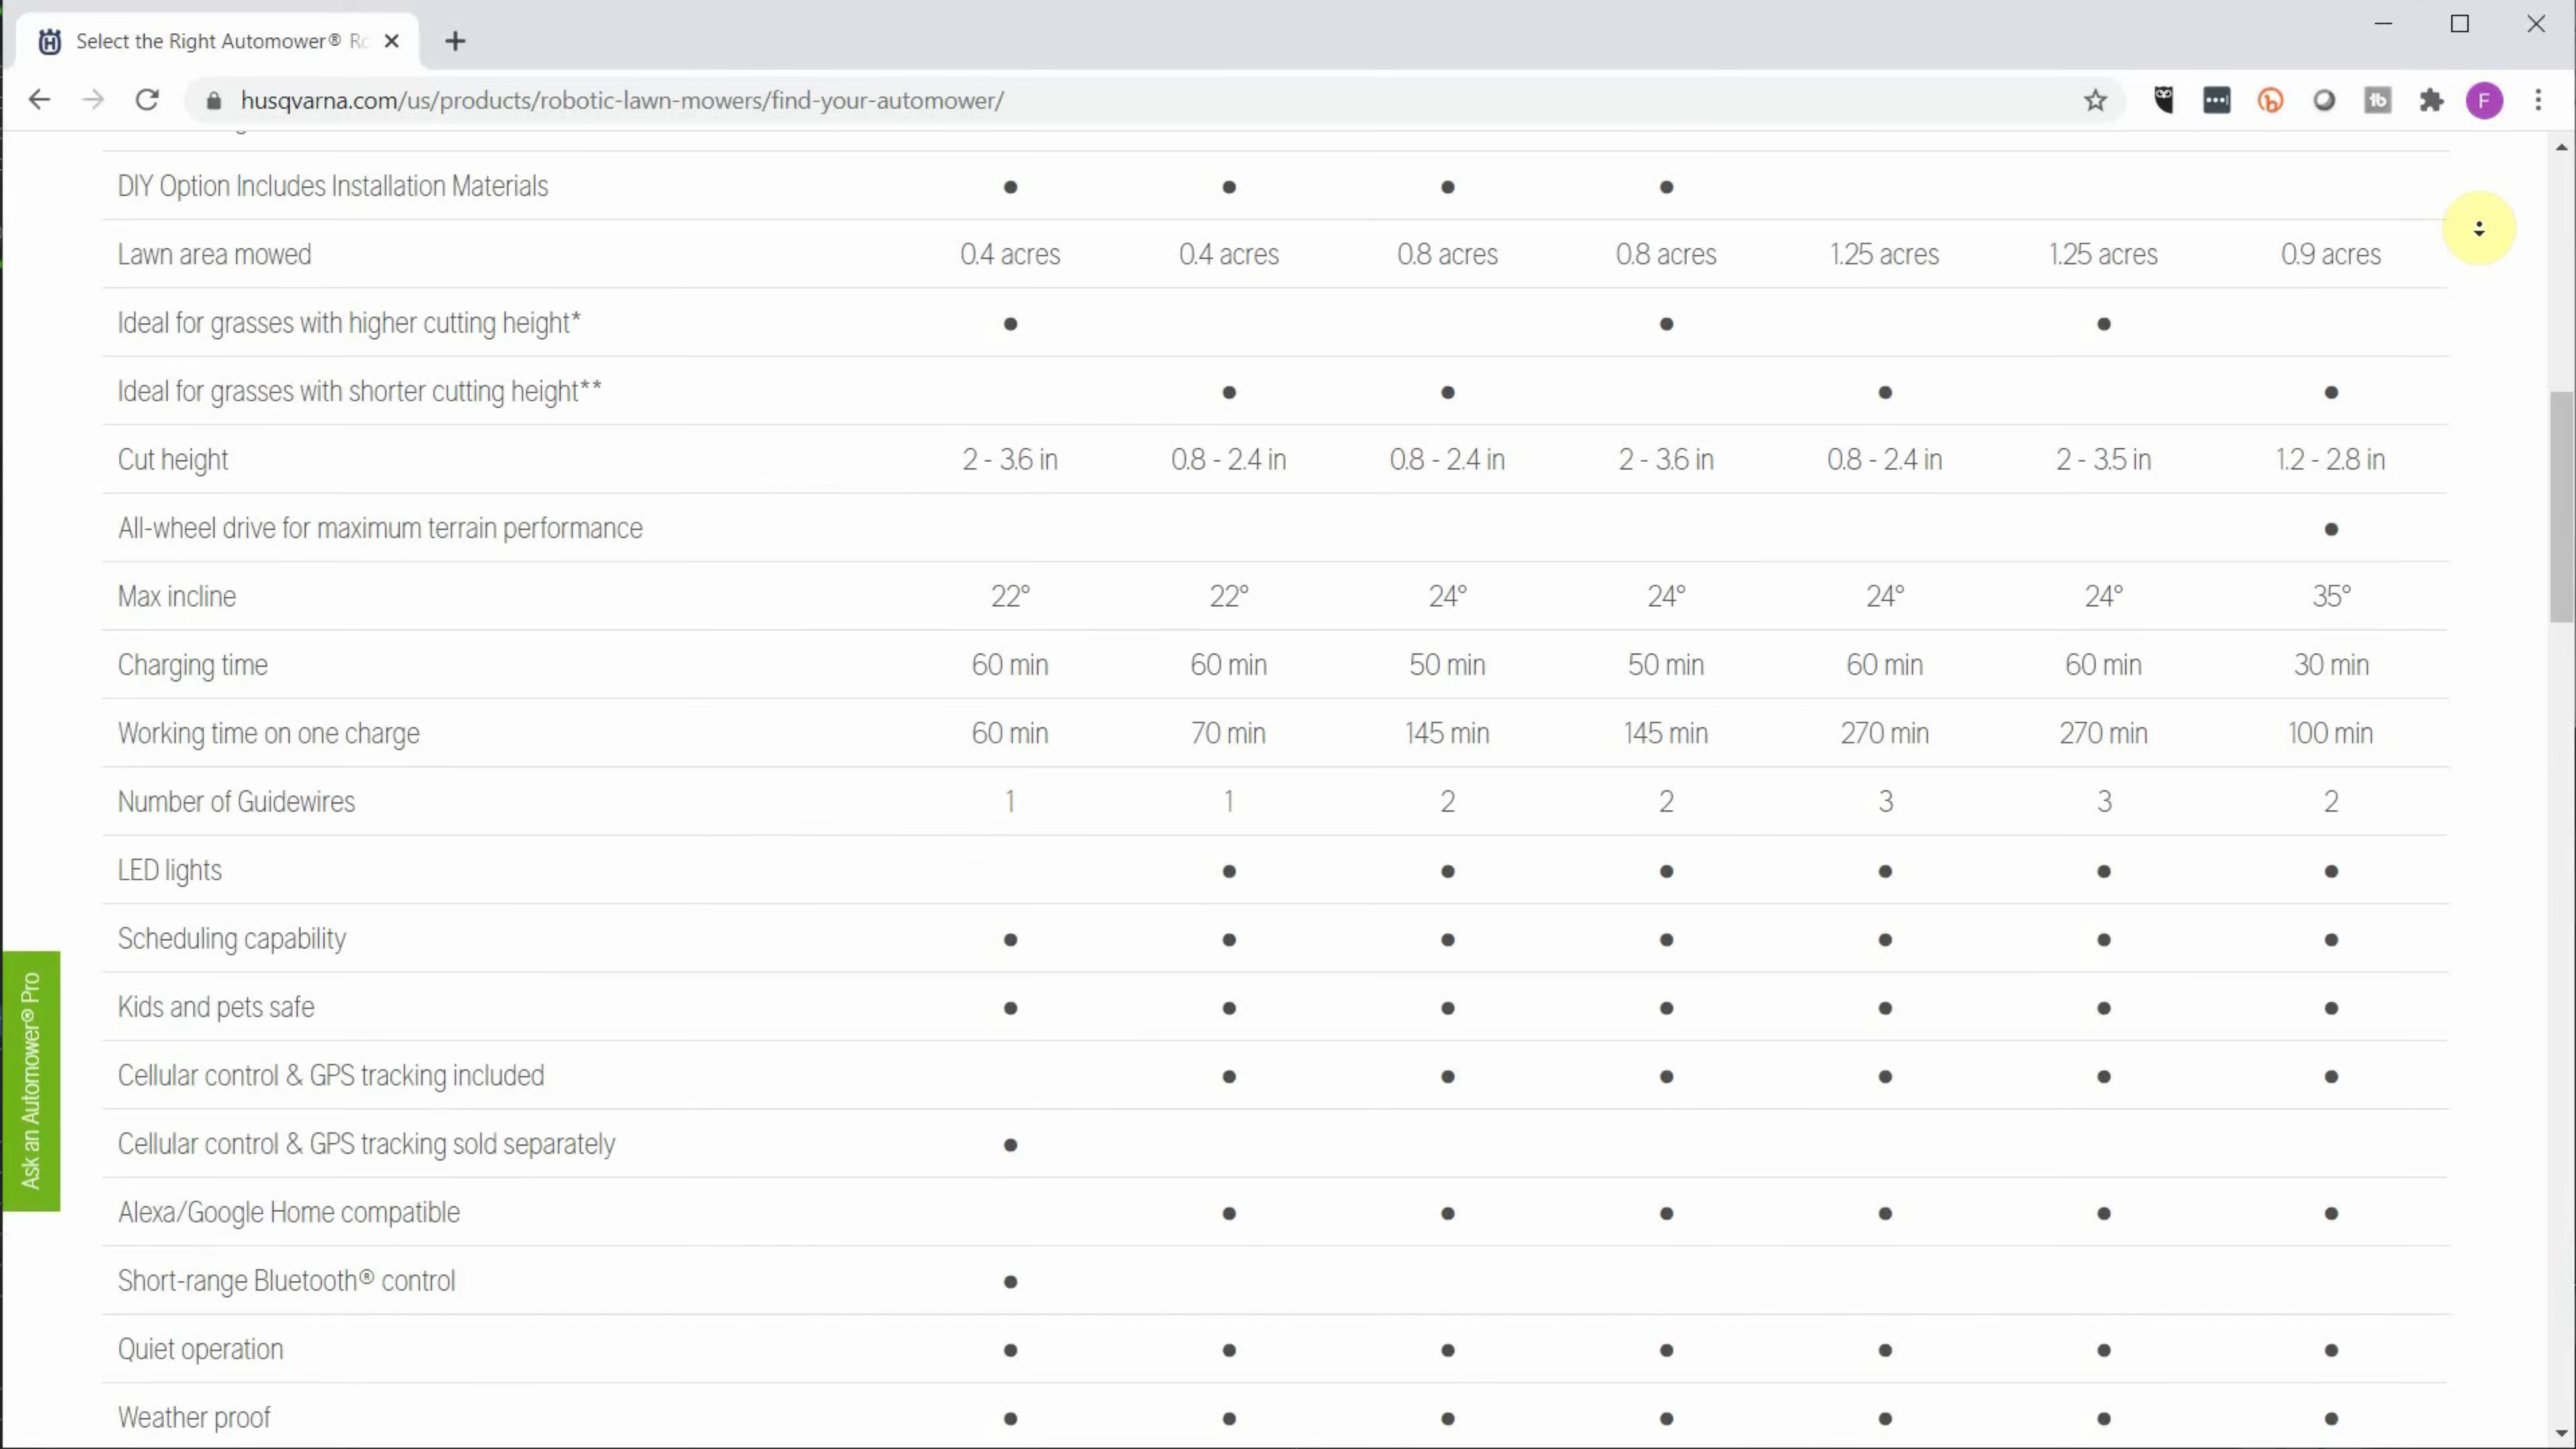 Select the Right Automower® Ro
husqvarna.com/us/products/robotic-lawn-mowers/find-your-automower/
F
DIY Option Includes Installation Materials ● ● ● ●
Lawn area mowed 0.4 acres 0.4 acres 0.8 acres 0.8 acres 1.25 acres 1.25 acres 0.9 acres
Ideal for grasses with higher cutting height* ● ● ●
Ideal for grasses with shorter cutting height** ● ● ● ●
Cut height 2 - 3.6 in 0.8 - 2.4 in 0.8 - 2.4 in 2 - 3.6 in 0.8 - 2.4 in 2 - 3.5 in 1.2 - 2.8 in
All-wheel drive for maximum terrain performance ●
Max incline 22° 22° 24° 24° 24° 24° 35°
Charging time 60 min 60 min 50 min 50 min 60 min 60 min 30 min
Working time on one charge 60 min 70 min 145 min 145 min 270 min 270 min 100 min
Number of Guidewires 1 1 2 2 3 3 2
LED lights ● ● ● ● ● ●
Scheduling capability ● ● ● ● ● ● ●
Kids and pets safe ● ● ● ● ● ● ●
Cellular control & GPS tracking included ● ● ● ● ● ●
Cellular control & GPS tracking sold separately ●
Alexa/Google Home compatible ● ● ● ● ● ●
Short-range Bluetooth® control ●
Quiet operation ● ● ● ● ● ● ●
Weather proof ● ● ● ● ● ● ●
Ask an Automower® Pro